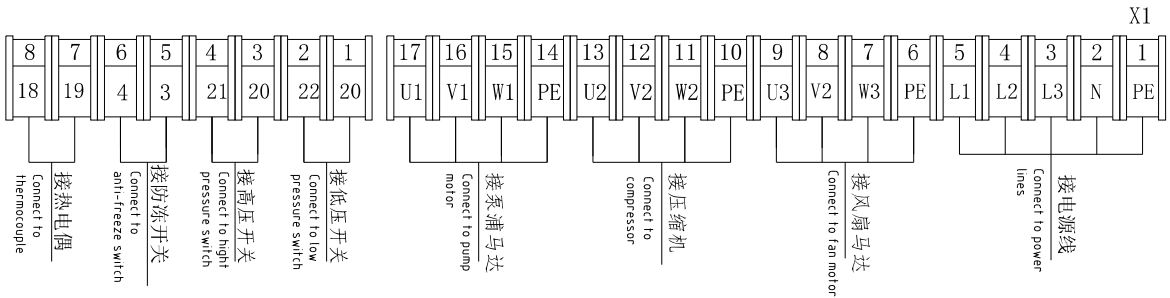 X1
8 7 6 5 4 3 2 1 17 16 15 14 13 12 11 10 9 8 7 6 5 4 3 2 1
18 19 4 3 21 20 22 20 U1 V1 W1 PE U2 V2 W2 PE U3 V2 W3 PE L1 L2 L3 N PE
接热电偶
Connect to
thermocouple
接防冻开关
Connect to
anti-freeze switch
接高压开关
Connect to hight
pressure switch
接低压开关
Connect to low
pressure switch
接泵浦马达
Connect to pump
motor
接压缩机
Connect to
compressor
接风扇马达
Connect to fan motor
接电源线
Connect to power
lines